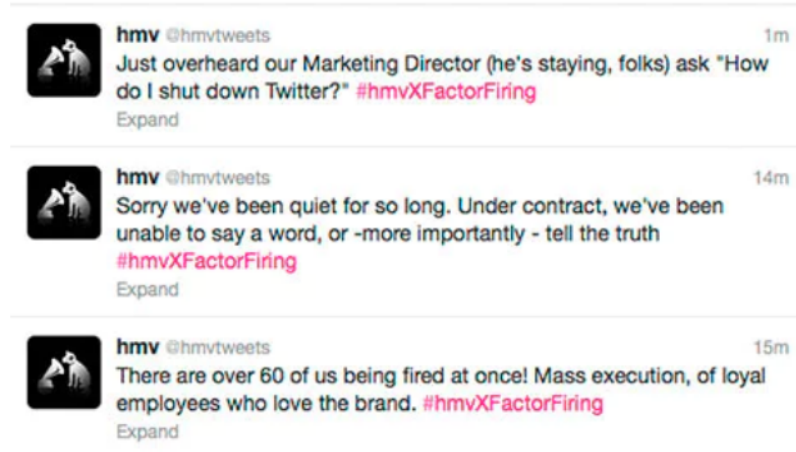 hmv @hmvtweets 1m
Just overheard our Marketing Director (he's staying, folks) ask "How
do I shut down Twitter?" #hmvXFactorFiring
Expand
hmv @hmvtweets 14m
Sorry we've been quiet for so long. Under contract, we've been
unable to say a word, or -more importantly - tell the truth
#hmvXFactorFiring
Expand
hmv @hmvtweets 15m
There are over 60 of us being fired at once! Mass execution, of loyal
employees who love the brand. #hmvXFactorFiring
Expand